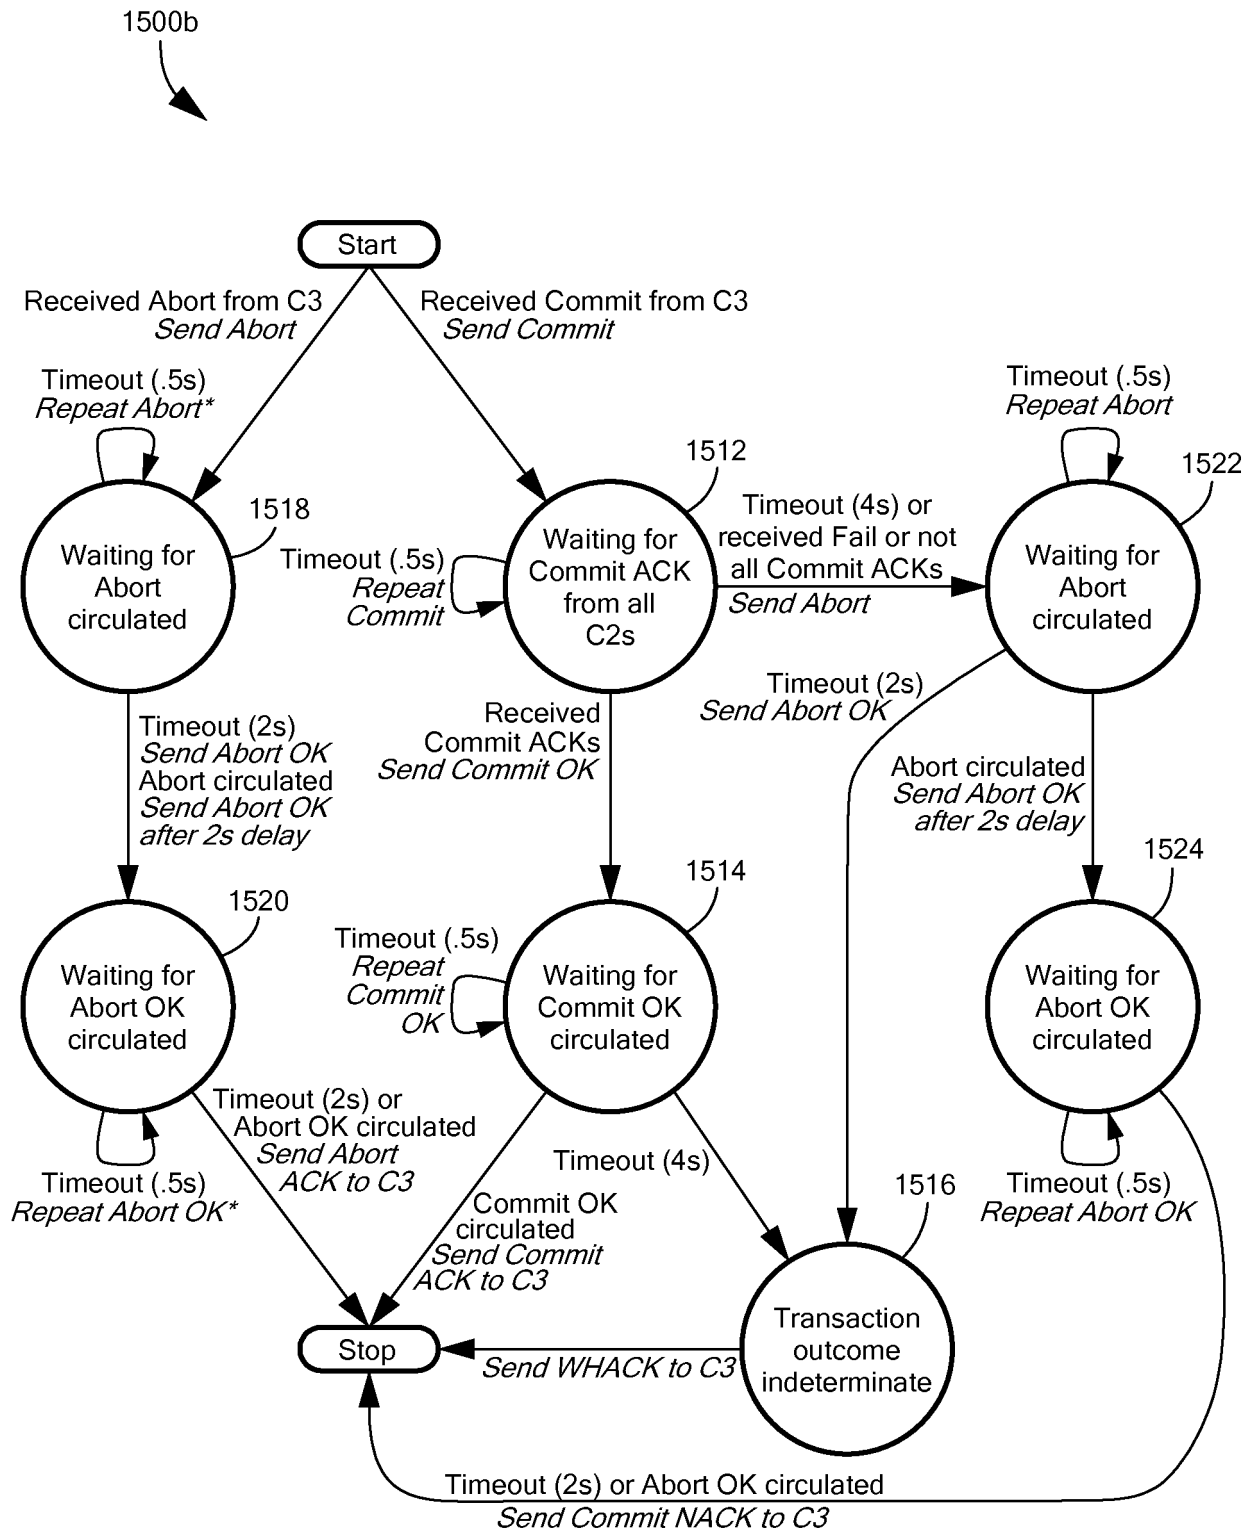 1500b
Start
Received Abort from C3
Send Abort
Received Commit from C3
Send Commit
Timeout (.5s)
Repeat Abort*
Timeout (.5s)
Repeat Abort
1518
1512
1522
Waiting for
Abort
circulated
Timeout (.5s)
Repeat
Commit
Waiting for
Commit ACK
from all
C2s
Timeout (4s) or
received Fail or not
all Commit ACKs
Send Abort
Waiting for
Abort
circulated
Timeout (2s)
Send Abort OK
Abort circulated
Send Abort OK
after 2s delay
Received
Commit ACKs
Send Commit OK
Timeout (2s)
Send Abort OK
Abort circulated
Send Abort OK
after 2s delay
1520
1514
1524
Waiting for
Abort OK
circulated
Timeout (.5s)
Repeat
Commit
OK
Waiting for
Commit OK
circulated
Waiting for
Abort OK
circulated
Timeout (.5s)
Repeat Abort OK*
Timeout (2s) or
Abort OK circulated
Send Abort
ACK to C3
Commit OK
circulated
Send Commit
ACK to C3
Timeout (4s)
1516
Timeout (.5s)
Repeat Abort OK
Transaction
outcome
indeterminate
Stop
Send WHACK to C3
Timeout (2s) or Abort OK circulated
Send Commit NACK to C3